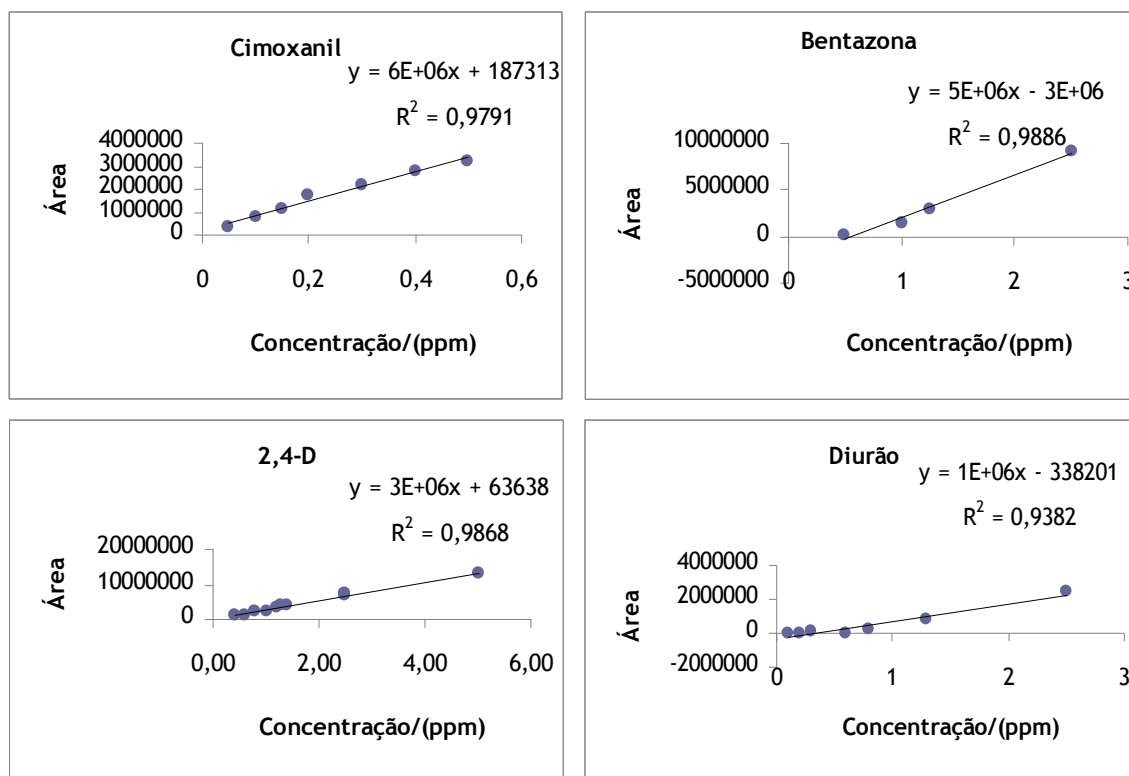 Cimoxanil
y = 6E+06x + 187313
R² = 0,9791
4000000
3000000
2000000
1000000
0
Área
0 0,2 0,4 0,6
Concentração/(ppm)
Bentazona
y = 5E+06x - 3E+06
R² = 0,9886
10000000
5000000
0
-5000000
Área
0 1 2 3
Concentração/(ppm)
2,4-D
y = 3E+06x + 63638
R² = 0,9868
20000000
10000000
0
Área
0,00 2,00 4,00 6,00
Concentração/(ppm)
Diurão
y = 1E+06x - 338201
R² = 0,9382
4000000
2000000
0
-2000000
Área
0 1 2 3
Concentração/(ppm)